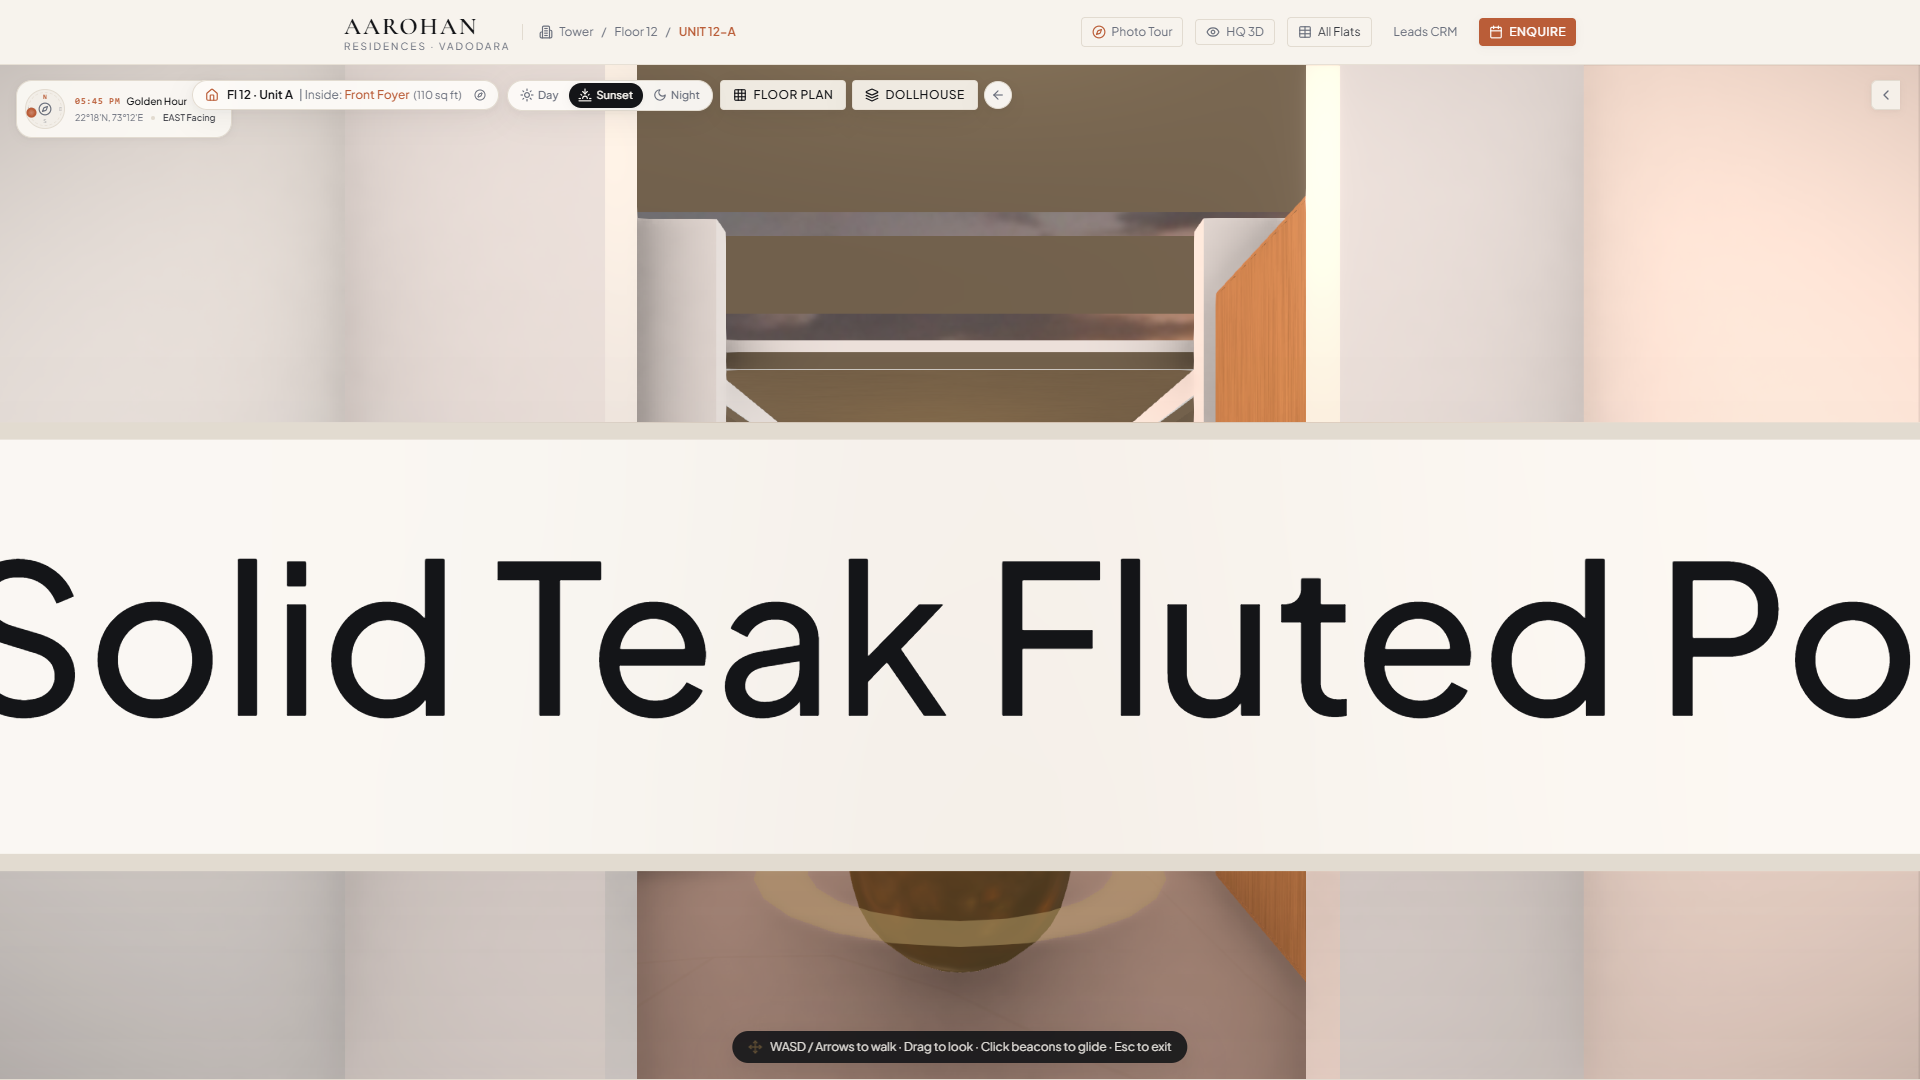 AAROHAN
RESIDENCES · VADODARA
Tower / Floor 12 / UNIT 12-A
Photo Tour
HQ 3D
All Flats
Leads CRM
ENQUIRE
N
05:45 PM Golden Hour
22°18'N, 73°12'E • EAST Facing
Fl 12 · Unit A | Inside: Front Foyer (110 sq ft)
Day
Sunset
Night
FLOOR PLAN
DOLLHOUSE
Solid Teak Fluted Po
WASD / Arrows to walk · Drag to look · Click beacons to glide · Esc to exit